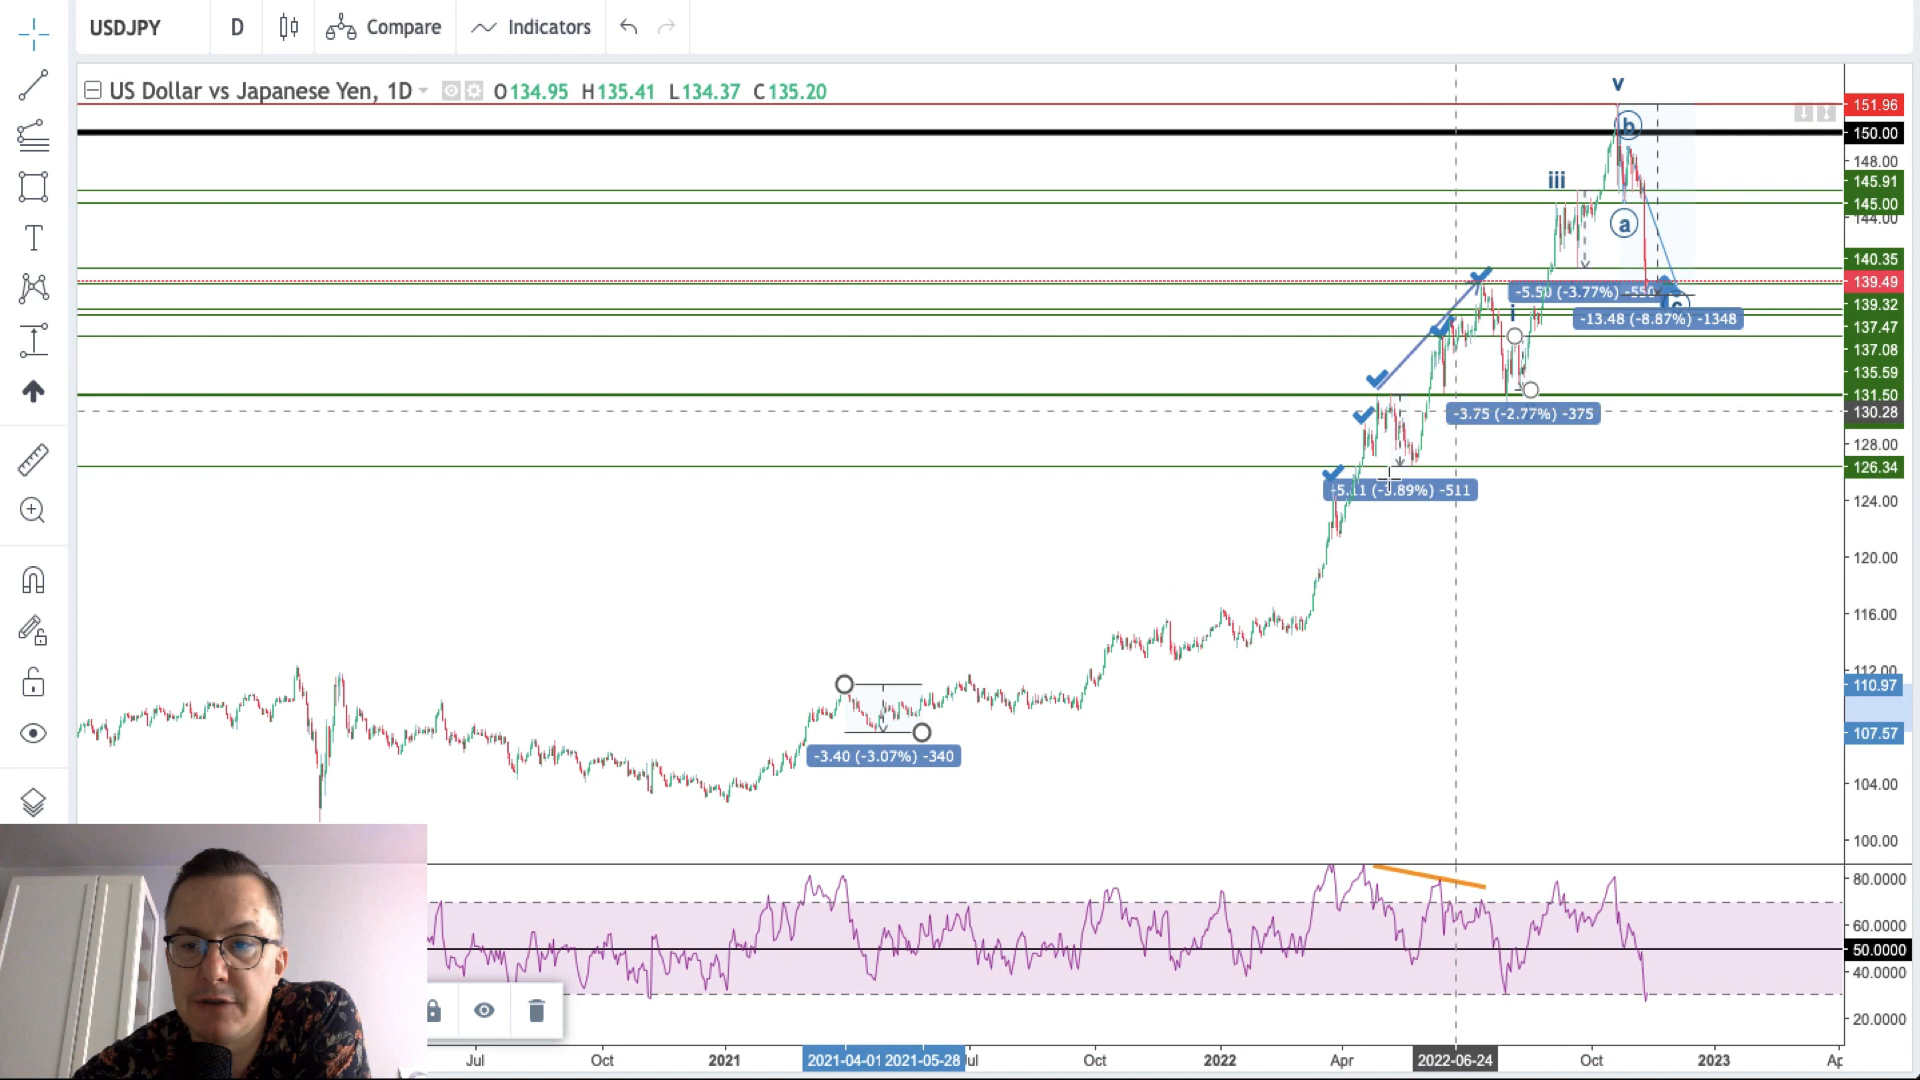 USDJPY D Compare Indicators
US Dollar vs Japanese Yen, 1D O134.95 H135.41 L134.37 C135.20
v
151.96
b
150.00
148.00
iii
145.91
145.00
144.00
a
140.35
139.49
-5.50 (-3.77%) -550
c
139.32
i
-13.48 (-8.87%) -1348
137.47
137.08
135.59
131.50
-3.75 (-2.77%) -375
130.28
128.00
126.34
-5.11 (-3.89%) -511
124.00
120.00
116.00
112.00
110.97
107.57
-3.40 (-3.07%) -340
104.00
100.00
80.0000
60.0000
50.0000
40.0000
20.0000
Jul Oct 2021 2021-04-01 2021-05-28 Oct 2022 Apr 2022-06-24 Oct 2023